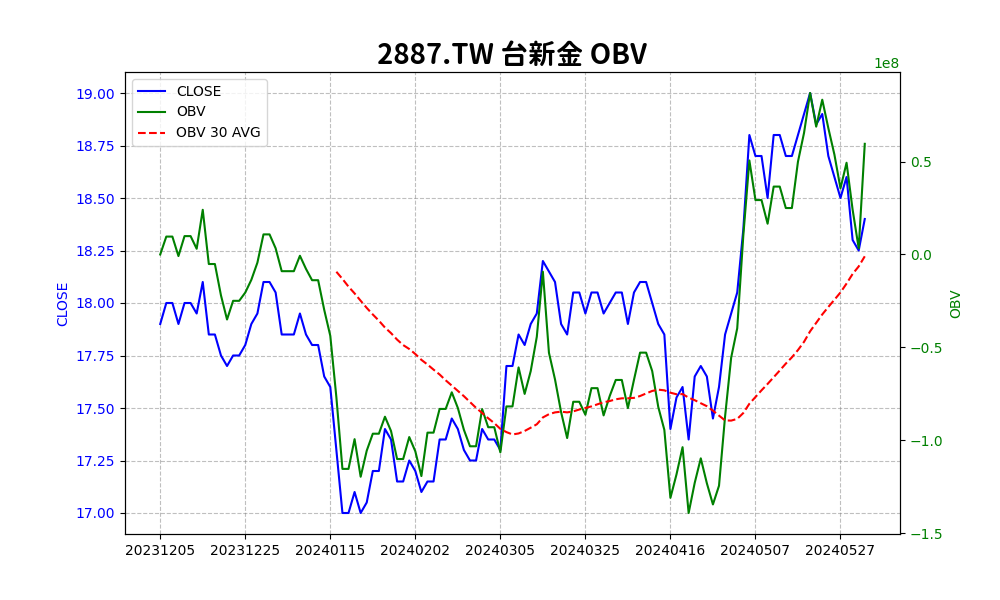 2887.TW 台新金 OBV
1e8
CLOSE
OBV
OBV 30 AVG
19.00
18.75
18.50
18.25
18.00
17.75
17.50
17.25
17.00
CLOSE
0.5
0.0
−0.5
−1.0
−1.5
OBV
20231205 20231225 20240115 20240202 20240305 20240325 20240416 20240507 20240527